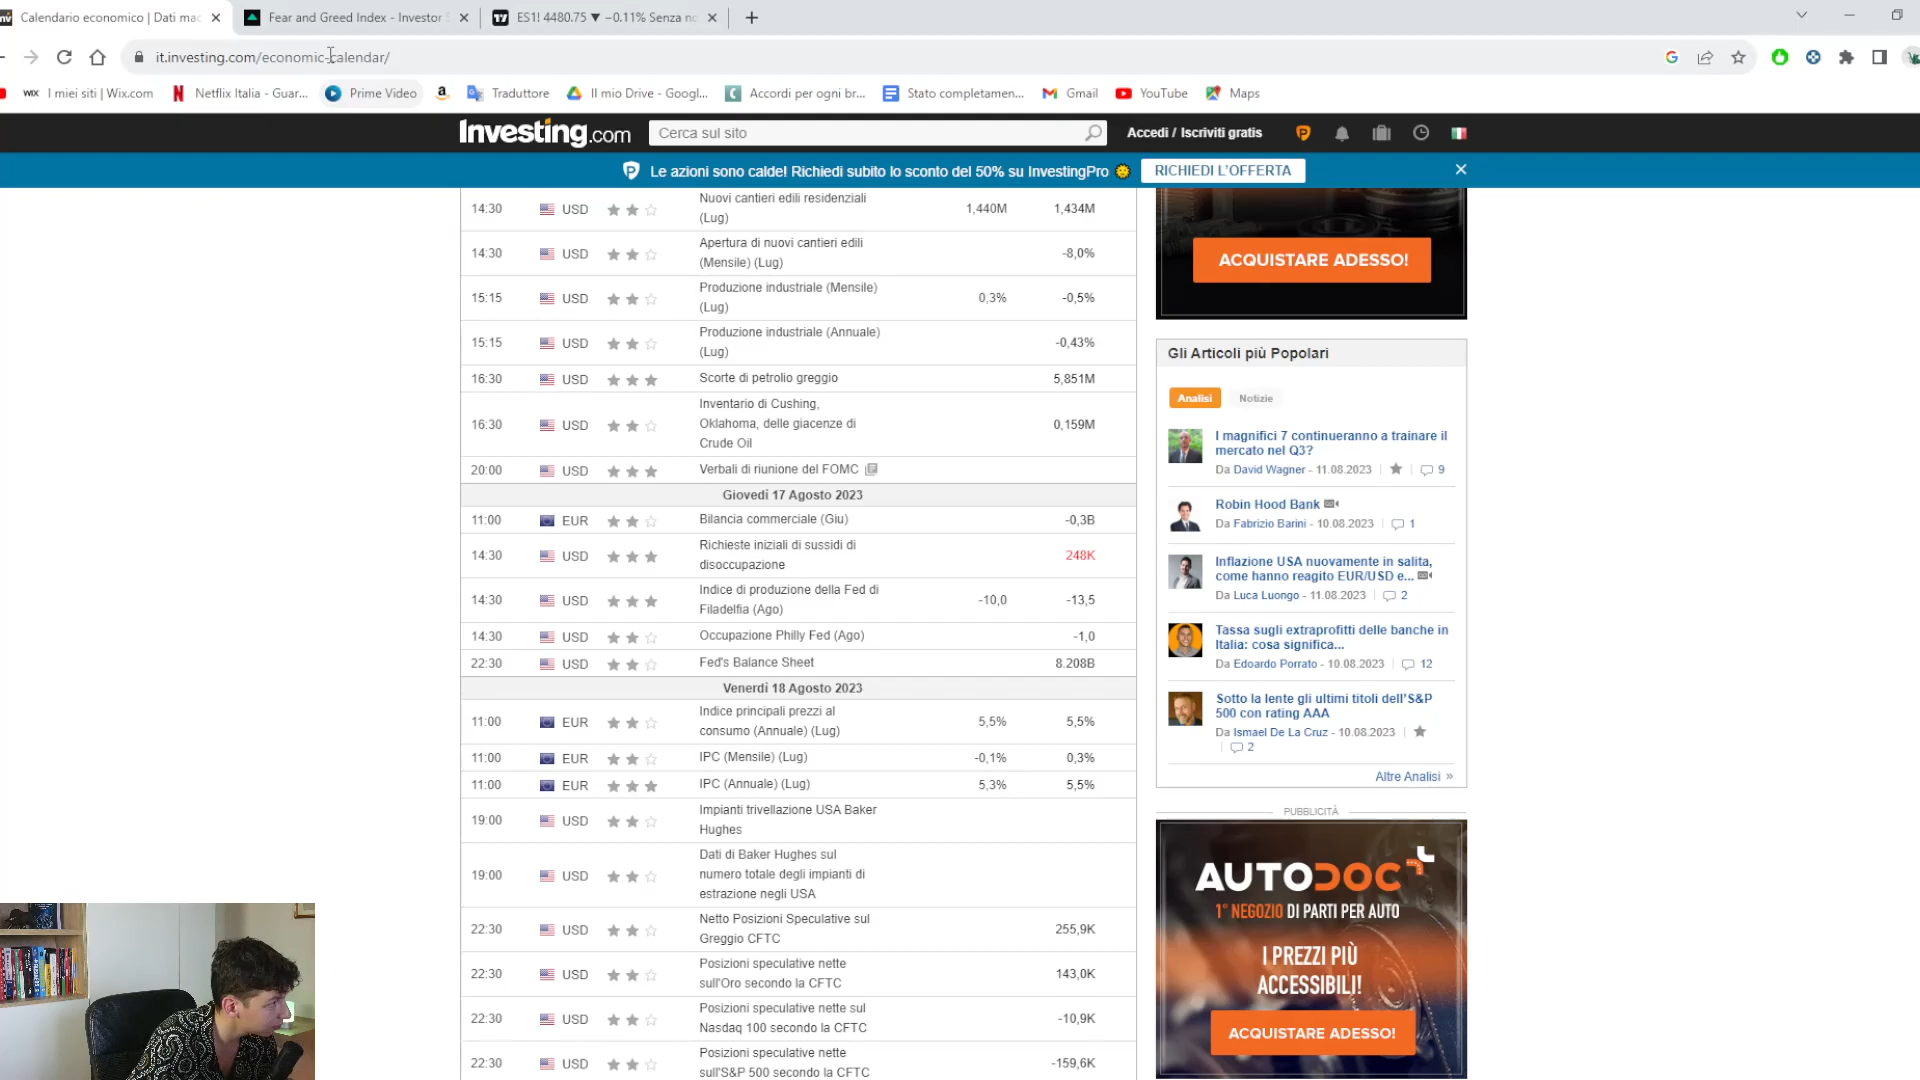 Calendario economico | Dati mac
Fear and Greed Index - Investor S
ES1! 4480.75 ▼ −0.11% Senza no
it.investing.com/economic-calendar/
I miei siti | Wix.com
Netflix Italia - Guar...
Prime Video
Traduttore
Il mio Drive - Googl...
Accordi per ogni br...
Stato completamen...
Gmail
YouTube
Maps
Investing.com
Cerca sul sito
Accedi / Iscriviti gratis
Le azioni sono calde! Richiedi subito lo sconto del 50% su InvestingPro
RICHIEDI L'OFFERTA
14:30 USD Nuovi cantieri edili residenziali 1,440M 1,434M
(Lug)
14:30 USD Apertura di nuovi cantieri edili -8,0%
(Mensile) (Lug)
15:15 USD Produzione industriale (Mensile) 0,3% -0,5%
(Lug)
15:15 USD Produzione industriale (Annuale) -0,43%
(Lug)
16:30 USD Scorte di petrolio greggio 5,851M
16:30 USD Inventario di Cushing, 0,159M
Oklahoma, delle giacenze di
Crude Oil
20:00 USD Verbali di riunione del FOMC
Giovedì 17 Agosto 2023
11:00 EUR Bilancia commerciale (Giu) -0,3B
14:30 USD Richieste iniziali di sussidi di 248K
disoccupazione
14:30 USD Indice di produzione della Fed di -10,0 -13,5
Filadelfia (Ago)
14:30 USD Occupazione Philly Fed (Ago) -1,0
22:30 USD Fed's Balance Sheet 8.208B
Venerdì 18 Agosto 2023
11:00 EUR Indice principali prezzi al 5,5% 5,5%
consumo (Annuale) (Lug)
11:00 EUR IPC (Mensile) (Lug) -0,1% 0,3%
11:00 EUR IPC (Annuale) (Lug) 5,3% 5,5%
19:00 USD Impianti trivellazione USA Baker
Hughes
19:00 USD Dati di Baker Hughes sul
numero totale degli impianti di
estrazione negli USA
22:30 USD Netto Posizioni Speculative sul 255,9K
Greggio CFTC
22:30 USD Posizioni speculative nette 143,0K
sull'Oro secondo la CFTC
22:30 USD Posizioni speculative nette sul -10,9K
Nasdaq 100 secondo la CFTC
22:30 USD Posizioni speculative nette -159,6K
sull'S&P 500 secondo la CFTC
ACQUISTARE ADESSO!
Gli Articoli più Popolari
Analisi
Notizie
I magnifici 7 continueranno a trainare il
mercato nel Q3?
Da David Wagner - 11.08.2023 | | 9
Robin Hood Bank
Da Fabrizio Barini - 10.08.2023 | 1
Inflazione USA nuovamente in salita,
come hanno reagito EUR/USD e...
Da Luca Luongo - 11.08.2023 | 2
Tassa sugli extraprofitti delle banche in
Italia: cosa significa...
Da Edoardo Porrato - 10.08.2023 | 12
Sotto la lente gli ultimi titoli dell'S&P
500 con rating AAA
Da Ismael De La Cruz - 10.08.2023 |
| 2
Altre Analisi »
PUBBLICITÀ
AUTODOC
1° NEGOZIO DI PARTI PER AUTO
I PREZZI PIÙ
ACCESSIBILI!
ACQUISTARE ADESSO!